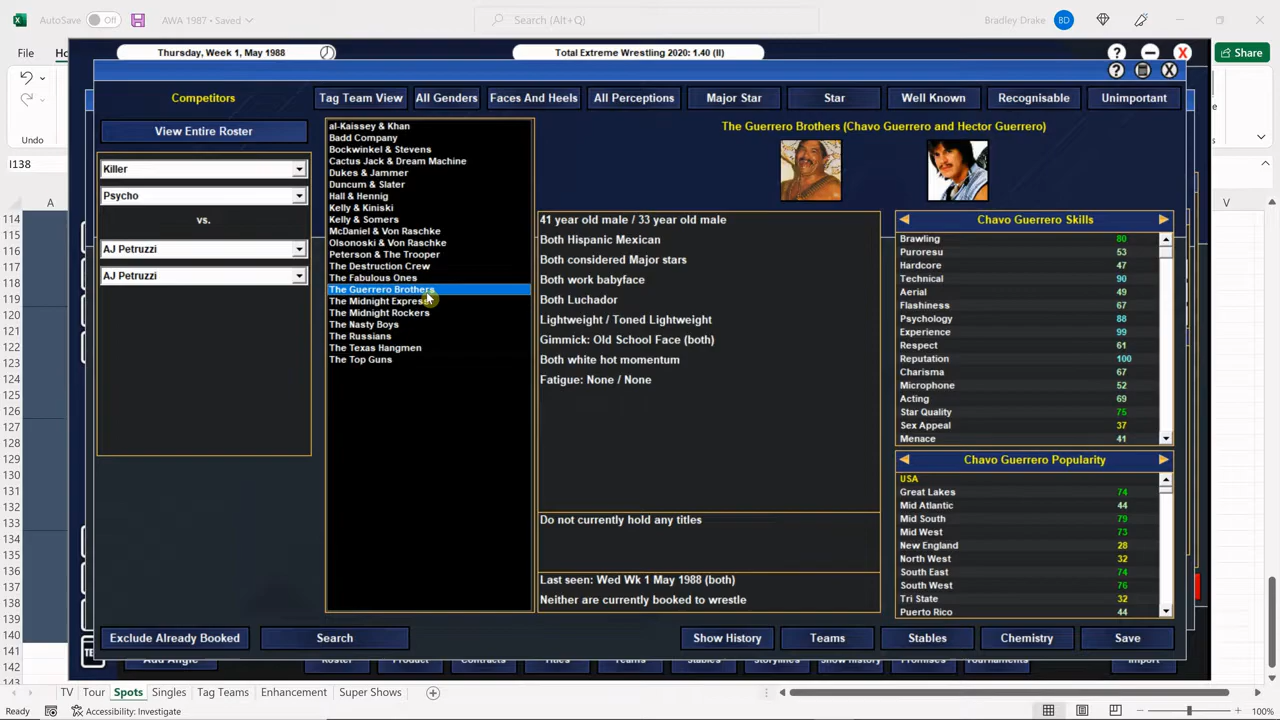 AutoSave Off AWA 1987 • Saved
Search (Alt+Q)
Bradley Drake BD
File Ho
Share
Undo
I138
Thursday, Week 1, May 1988
Total Extreme Wrestling 2020: 1.40 (II)
? X
? X
Competitors
Tag Team View
All Genders
Faces And Heels
All Perceptions
Major Star
Star
Well Known
Recognisable
Unimportant
View Entire Roster
Killer
Psycho
vs.
AJ Petruzzi
AJ Petruzzi
al-Kaissey & Khan
Badd Company
Bockwinkel & Stevens
Cactus Jack & Dream Machine
Dukes & Jammer
Duncum & Slater
Hall & Hennig
Kelly & Kiniski
Kelly & Somers
McDaniel & Von Raschke
Olsonoski & Von Raschke
Peterson & The Trooper
The Destruction Crew
The Fabulous Ones
The Guerrero Brothers
The Midnight Express
The Midnight Rockers
The Nasty Boys
The Russians
The Texas Hangmen
The Top Guns
The Guerrero Brothers (Chavo Guerrero and Hector Guerrero)
41 year old male / 33 year old male
Both Hispanic Mexican
Both considered Major stars
Both work babyface
Both Luchador
Lightweight / Toned Lightweight
Gimmick: Old School Face (both)
Both white hot momentum
Fatigue: None / None
Do not currently hold any titles
Last seen: Wed Wk 1 May 1988 (both)
Neither are currently booked to wrestle
Chavo Guerrero Skills
Brawling 80
Puroresu 53
Hardcore 47
Technical 90
Aerial 49
Flashiness 67
Psychology 88
Experience 99
Respect 61
Reputation 100
Charisma 67
Microphone 52
Acting 69
Star Quality 75
Sex Appeal 37
Menace 41
Chavo Guerrero Popularity
USA
Great Lakes 74
Mid Atlantic 44
Mid South 79
Mid West 73
New England 28
North West 32
South East 74
South West 76
Tri State 32
Puerto Rico 44
Exclude Already Booked
Search
Show History
Teams
Stables
Chemistry
Save
A V
114
123
124
125
126
127
128
129
130
131
132
133
134
135
136
137
138
139
140
141
142
TV Tour Spots Singles Tag Teams Enhancement Super Shows
Ready Accessibility: Investigate
100%